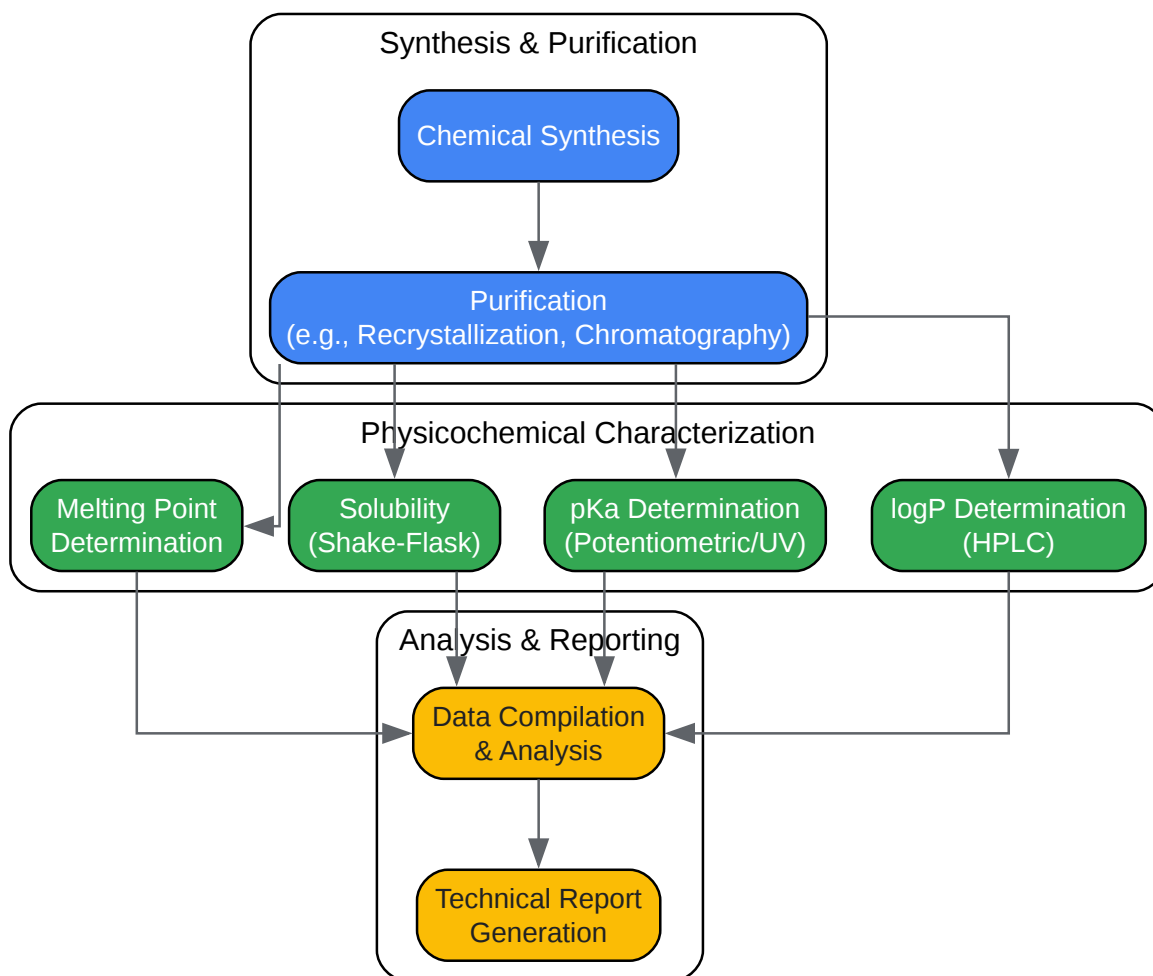 Synthesis & Purification
Chemical Synthesis
Purification
(e.g., Recrystallization, Chromatography)
Physicochemical Characterization
Melting Point
Determination
Solubility
(Shake-Flask)
pKa Determination
(Potentiometric/UV)
logP Determination
(HPLC)
Analysis & Reporting
Data Compilation
& Analysis
Technical Report
Generation